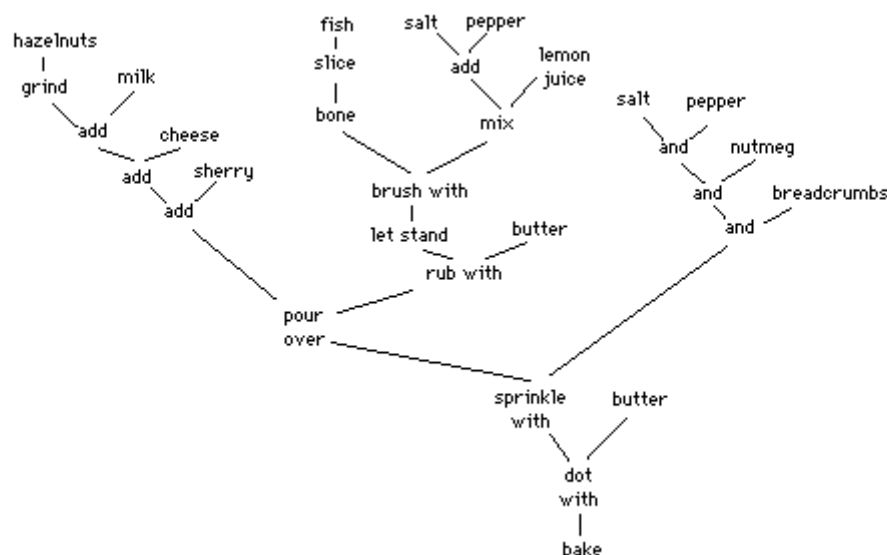 fish
salt pepper
hazelnuts
slice
lemon
juice
grind
milk
add
salt pepper
bone
mix
add
cheese
and
nutmeg
add
sherry
brush with
and
breadcrumbs
add
let stand
butter
and
rub with
pour
over
sprinkle
with
butter
dot
with
bake